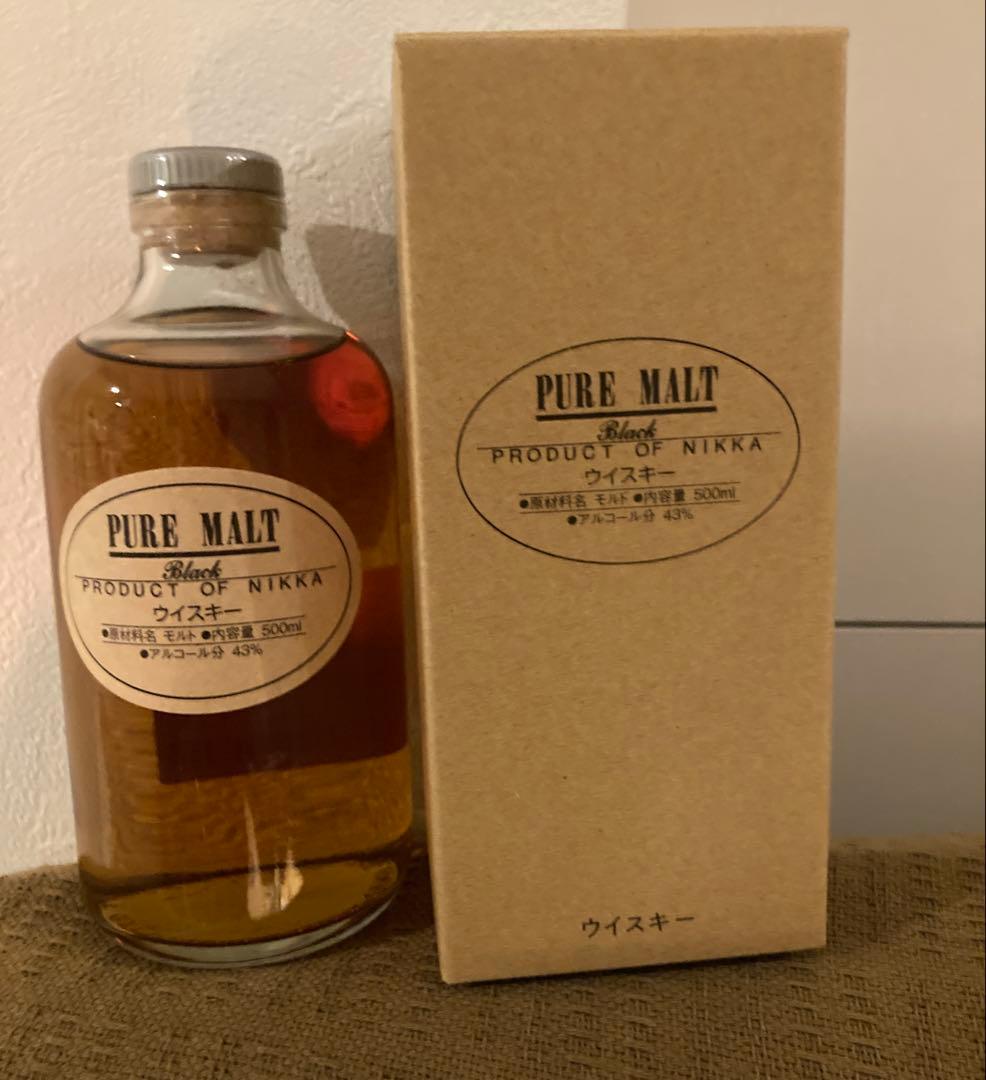 PURE MALT
Black
PRODUCT OF NIKKA
ウイスキー
●原材料名 モルト ●内容量 500ml
●アルコール分 43%
PURE MALT
Black
PRODUCT OF NIKKA
ウイスキー
●原材料名 モルト ●内容量 500ml
●アルコール分 43%
ウイスキー